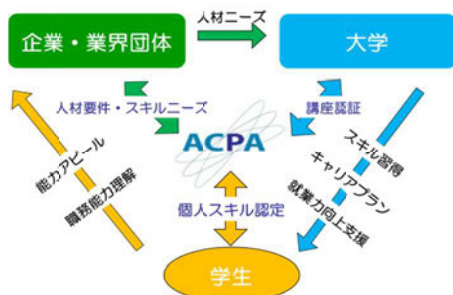 人材ニーズ
企業・業界団体
大学
人材要件・スキルニーズ
講座認証
ACPA
能力アピール
職務能力理解
スキル習得
キャリアプラン
就業力向上支援
個人スキル認定
学生